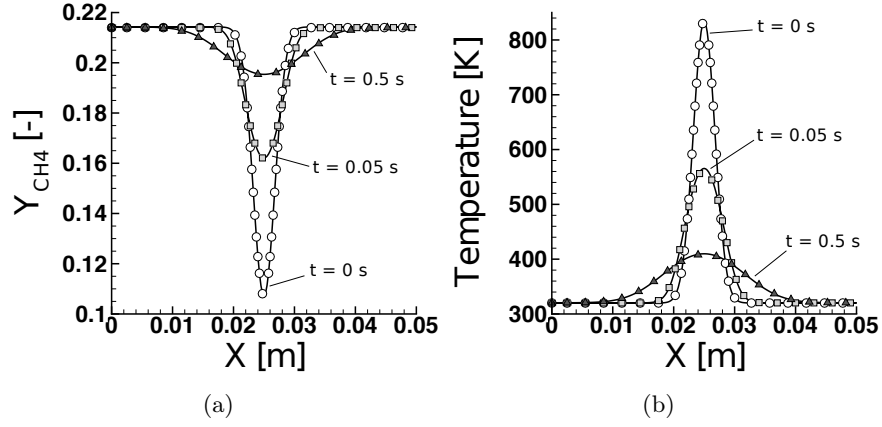 0.22
0.2
0.18
0.16
0.14
0.12
0.1
Y_CH4 [-]
t = 0.5 s
t = 0.05 s
t = 0 s
0 0.01 0.02 0.03 0.04 0.05
X [m]
(a)
800
700
600
500
400
300
Temperature [K]
t = 0 s
t = 0.05 s
t = 0.5 s
0 0.01 0.02 0.03 0.04 0.05
X [m]
(b)